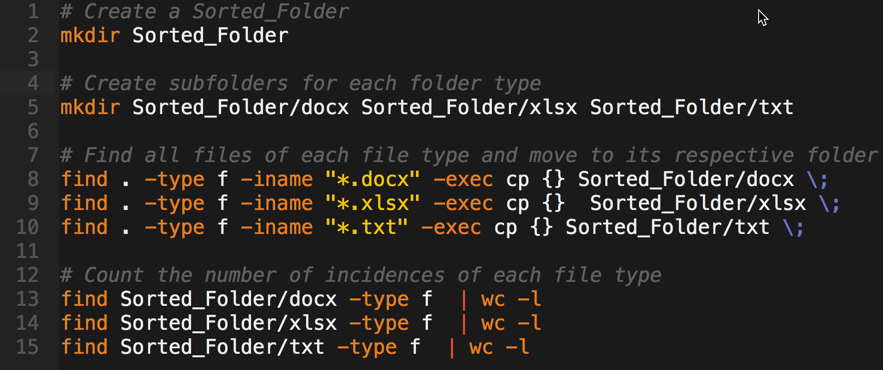 1 # Create a Sorted_Folder
2 mkdir Sorted_Folder
3
4 # Create subfolders for each folder type
5 mkdir Sorted_Folder/docx Sorted_Folder/xlsx Sorted_Folder/txt
6
7 # Find all files of each file type and move to its respective folder
8 find . -type f -iname "*.docx" -exec cp {} Sorted_Folder/docx \;
9 find . -type f -iname "*.xlsx" -exec cp {}  Sorted_Folder/xlsx \;
10 find . -type f -iname "*.txt" -exec cp {} Sorted_Folder/txt \;
11
12 # Count the number of incidences of each file type
13 find Sorted_Folder/docx -type f  | wc -l
14 find Sorted_Folder/xlsx -type f  | wc -l
15 find Sorted_Folder/txt -type f  | wc -l